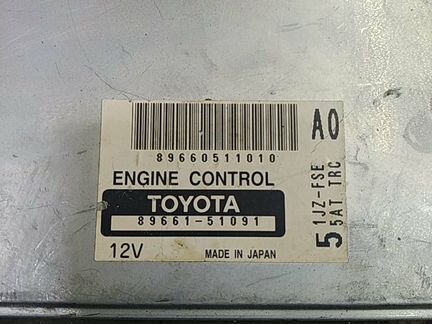 89660511010
ENGINE CONTROL
TOYOTA
89661-51091
12V
MADE IN JAPAN
A0
1JZ-FSE
5AT TRC
5